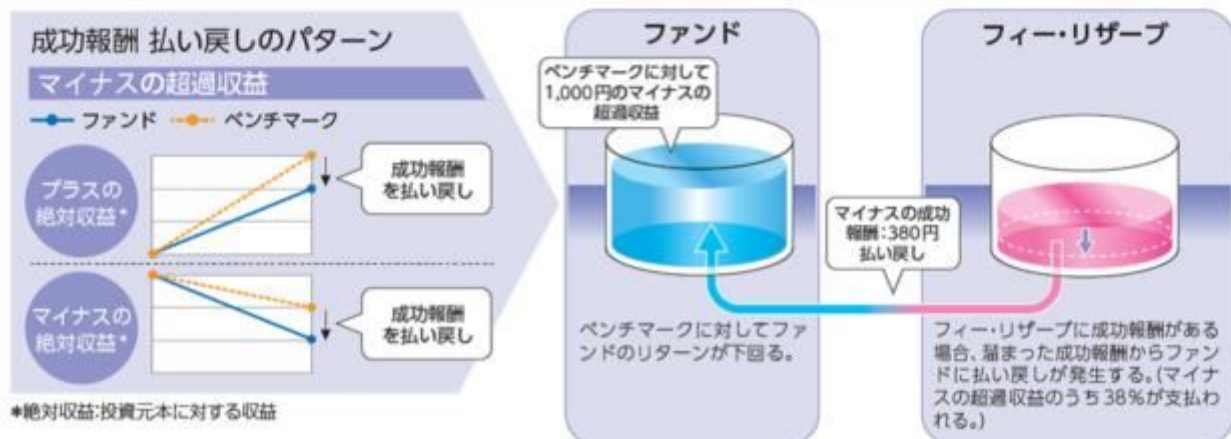 成功報酬 払い戻しのパターン
マイナスの超過収益
ファンド
ベンチマーク
プラスの
絶対収益*
成功報酬
を払い戻し
マイナスの
絶対収益*
成功報酬
を払い戻し
*絶対収益:投資元本に対する収益
ファンド
ベンチマークに対して
1,000円のマイナスの
超過収益
ベンチマークに対してファ
ンドのリターンが下回る。
マイナスの成功
報酬:380円
払い戻し
フィー・リザーブ
フィー・リザーブに成功報酬がある
場合、溜まった成功報酬からファン
ドに払い戻しが発生する。(マイナ
スの超過収益のうち38%が支払わ
れる。)